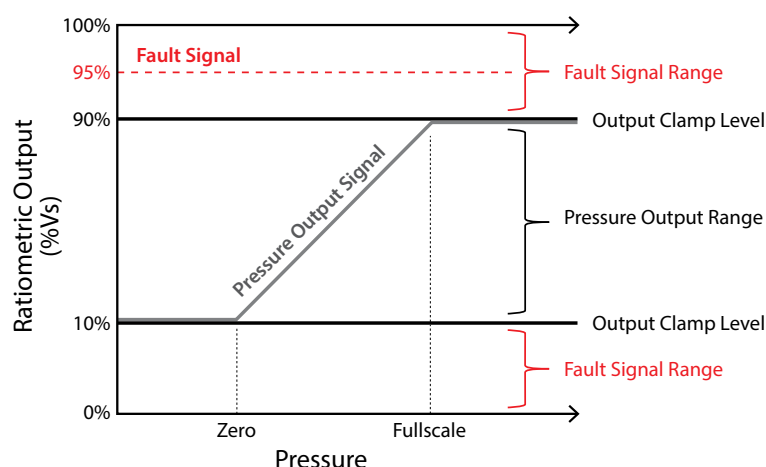 100%
Fault Signal
95%
Fault Signal Range
90%
Output Clamp Level
Ratiometric Output
(%Vs)
Pressure Output Signal
Pressure Output Range
10%
Output Clamp Level
Fault Signal Range
0%
Zero
Fullscale
Pressure